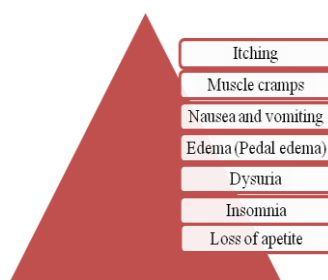 Itching
Muscle cramps
Nausea and vomiting
Edema (Pedal edema)
Dysuria
Insomnia
Loss of apetite